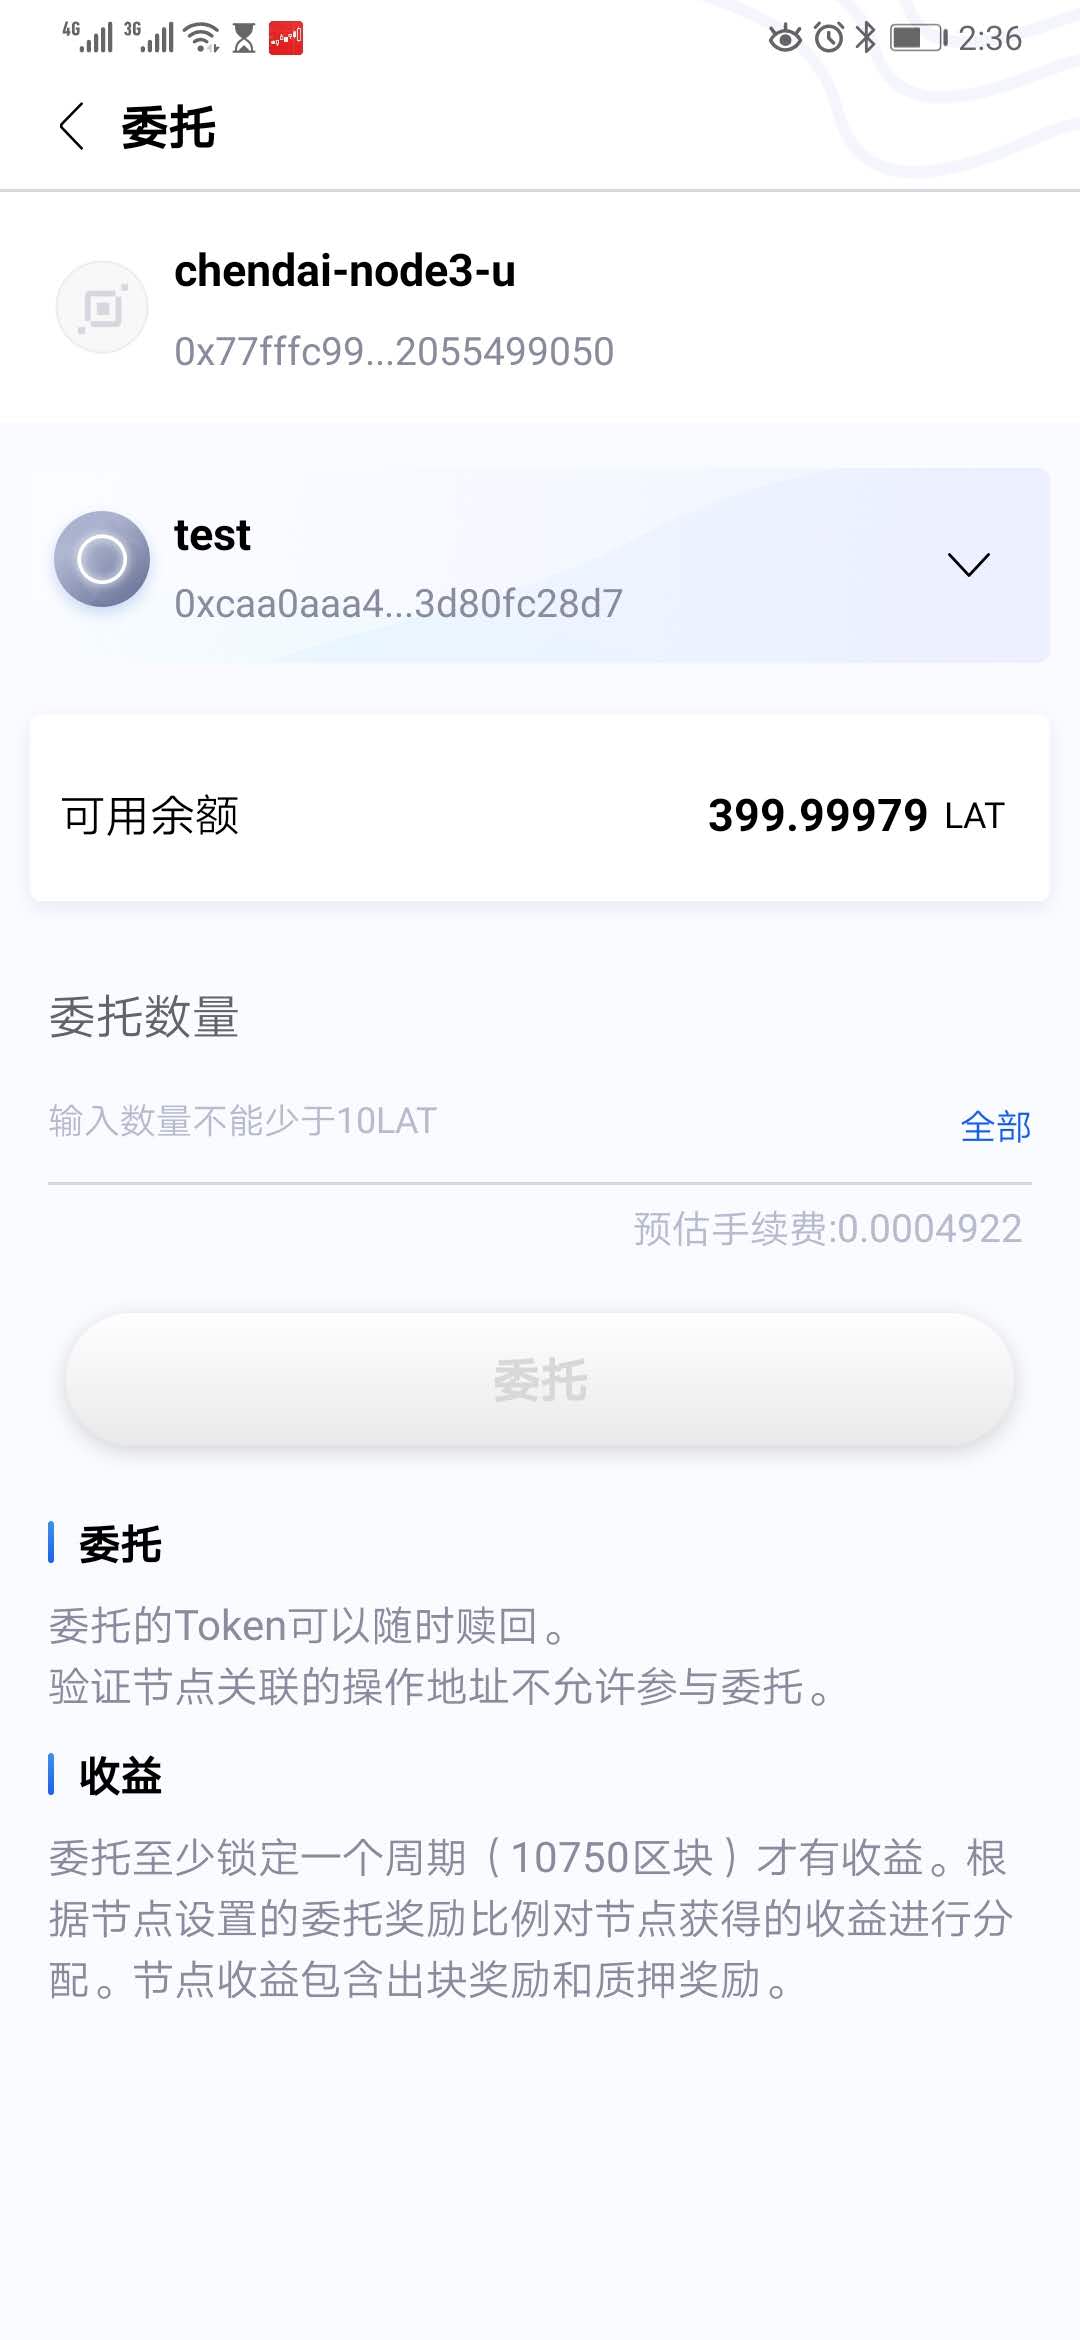 4G 3G 2:36
委托
chendai-node3-u
0x77fffc99...2055499050
test
0xcaa0aaa4...3d80fc28d7
可用余额 399.99979 LAT
委托数量
输入数量不能少于10LAT 全部
预估手续费:0.0004922
委托
委托
委托的Token可以随时赎回。
验证节点关联的操作地址不允许参与委托。
收益
委托至少锁定一个周期（10750区块）才有收益。根
据节点设置的委托奖励比例对节点获得的收益进行分
配。节点收益包含出块奖励和质押奖励。